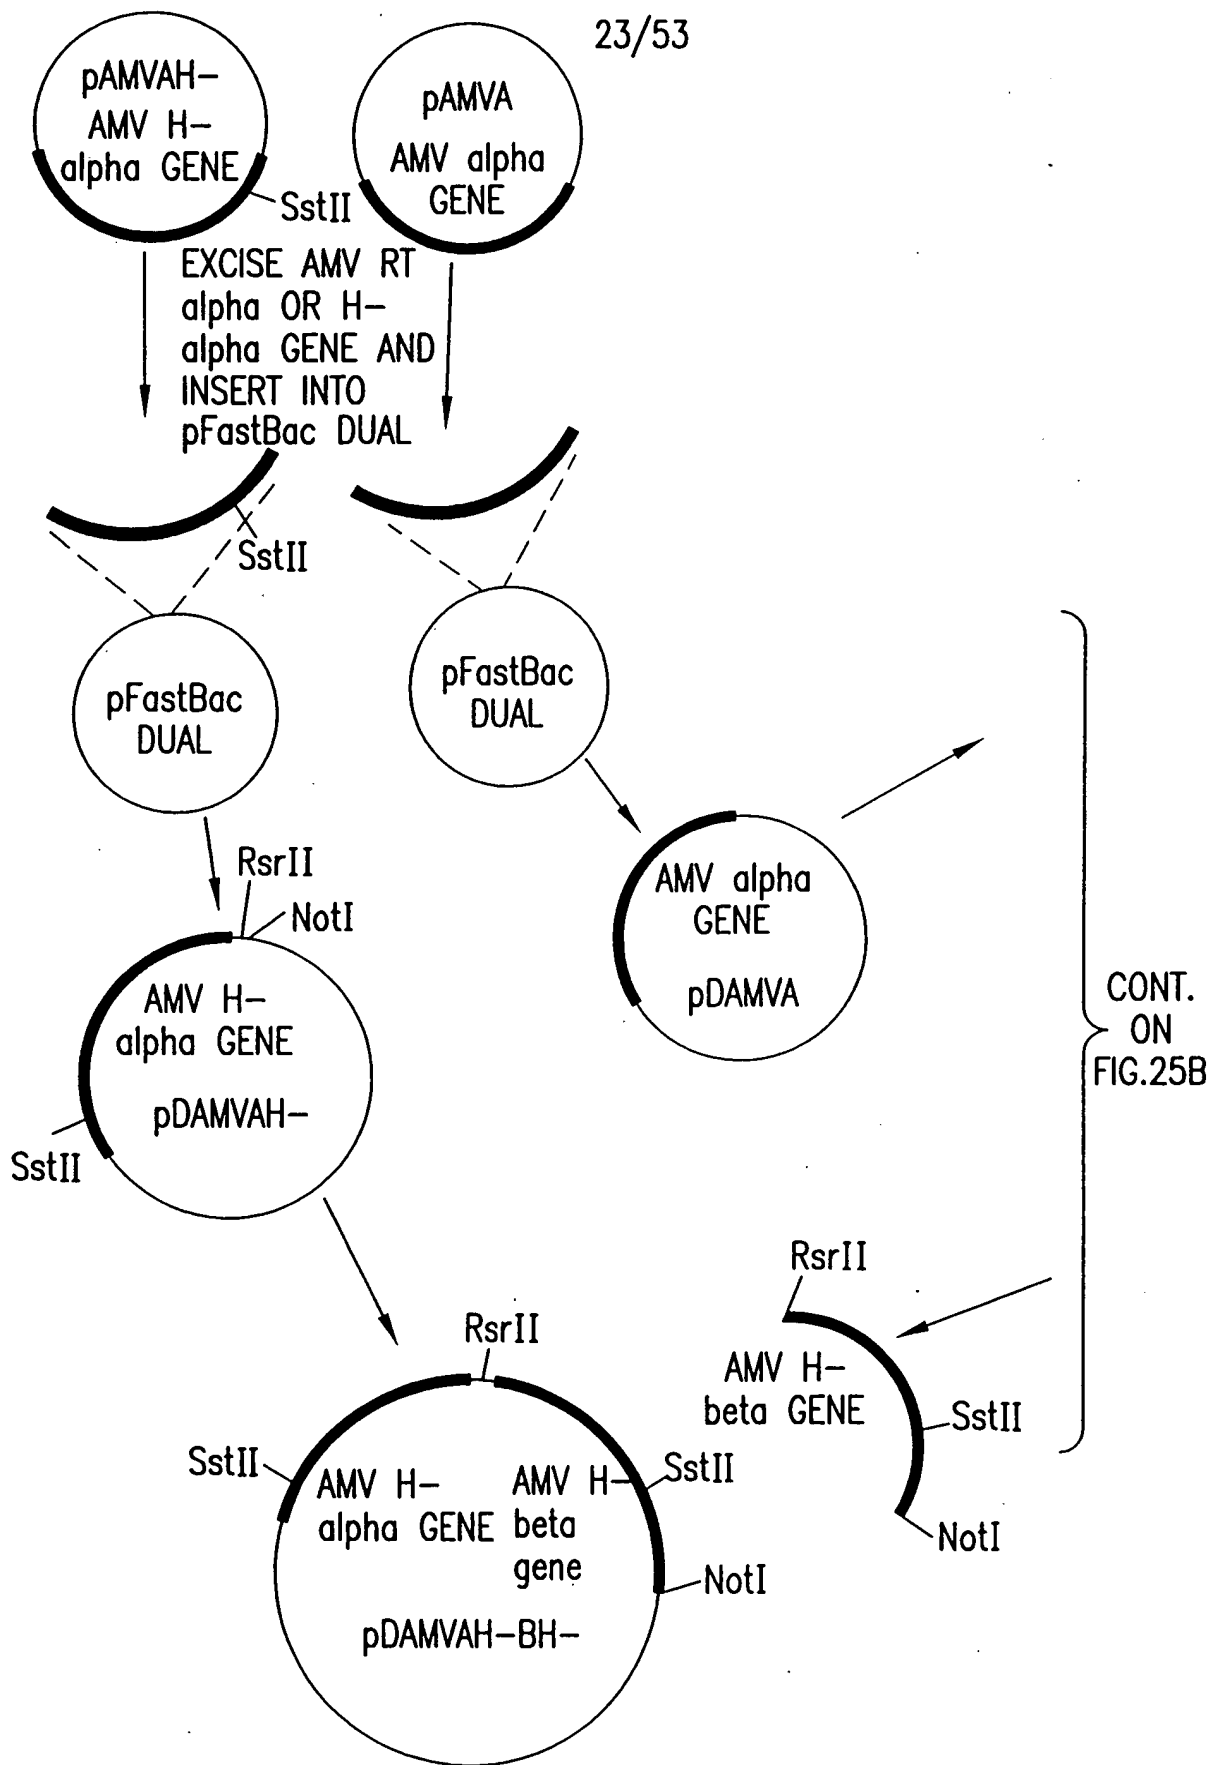 23/53
pAMVAH-
AMV H-
alpha GENE
SstII
pAMVA
AMV alpha
GENE
EXCISE AMV RT
alpha OR H-
alpha GENE AND
INSERT INTO
pFastBac DUAL
SstII
pFastBac
DUAL
pFastBac
DUAL
RsrII
NotI
AMV H-
alpha GENE
pDAMVAH-
SstII
AMV alpha
GENE
pDAMVA
CONT.
ON
FIG.25B
RsrII
AMV H-
beta GENE
SstII
NotI
RsrII
SstII
AMV H-
alpha GENE
AMV H-
beta
gene
SstII
NotI
pDAMVAH-BH-